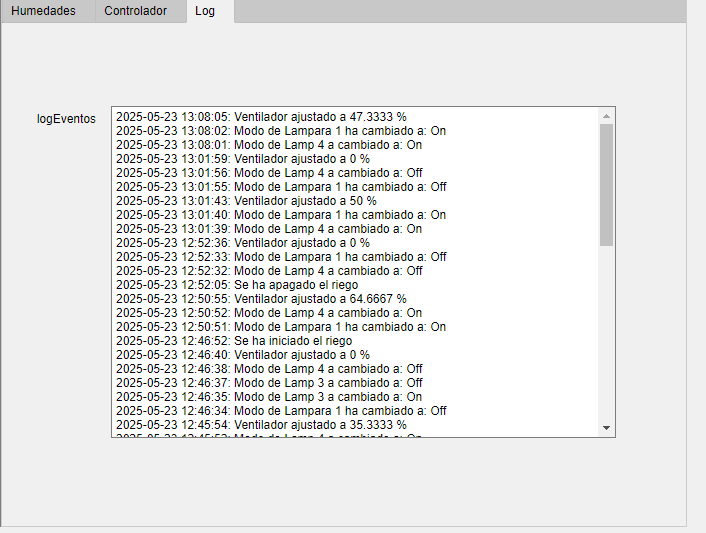 Humedades Controlador Log
logEventos
2025-05-23 13:08:05: Ventilador ajustado a 47.3333 %
2025-05-23 13:08:02: Modo de Lampara 1 ha cambiado a: On
2025-05-23 13:08:01: Modo de Lamp 4 a cambiado a: On
2025-05-23 13:01:59: Ventilador ajustado a 0 %
2025-05-23 13:01:56: Modo de Lamp 4 a cambiado a: Off
2025-05-23 13:01:55: Modo de Lampara 1 ha cambiado a: Off
2025-05-23 13:01:43: Ventilador ajustado a 50 %
2025-05-23 13:01:40: Modo de Lampara 1 ha cambiado a: On
2025-05-23 13:01:39: Modo de Lamp 4 a cambiado a: On
2025-05-23 12:52:36: Ventilador ajustado a 0 %
2025-05-23 12:52:33: Modo de Lampara 1 ha cambiado a: Off
2025-05-23 12:52:32: Modo de Lamp 4 a cambiado a: Off
2025-05-23 12:52:05: Se ha apagado el riego
2025-05-23 12:50:55: Ventilador ajustado a 64.6667 %
2025-05-23 12:50:52: Modo de Lamp 4 a cambiado a: On
2025-05-23 12:50:51: Modo de Lampara 1 ha cambiado a: On
2025-05-23 12:46:52: Se ha iniciado el riego
2025-05-23 12:46:40: Ventilador ajustado a 0 %
2025-05-23 12:46:38: Modo de Lamp 4 a cambiado a: Off
2025-05-23 12:46:37: Modo de Lamp 3 a cambiado a: Off
2025-05-23 12:46:35: Modo de Lamp 3 a cambiado a: On
2025-05-23 12:46:34: Modo de Lampara 1 ha cambiado a: Off
2025-05-23 12:45:54: Ventilador ajustado a 35.3333 %
2025-05-23 12:45:52: Modo de Lamp 4 a cambiado a: On